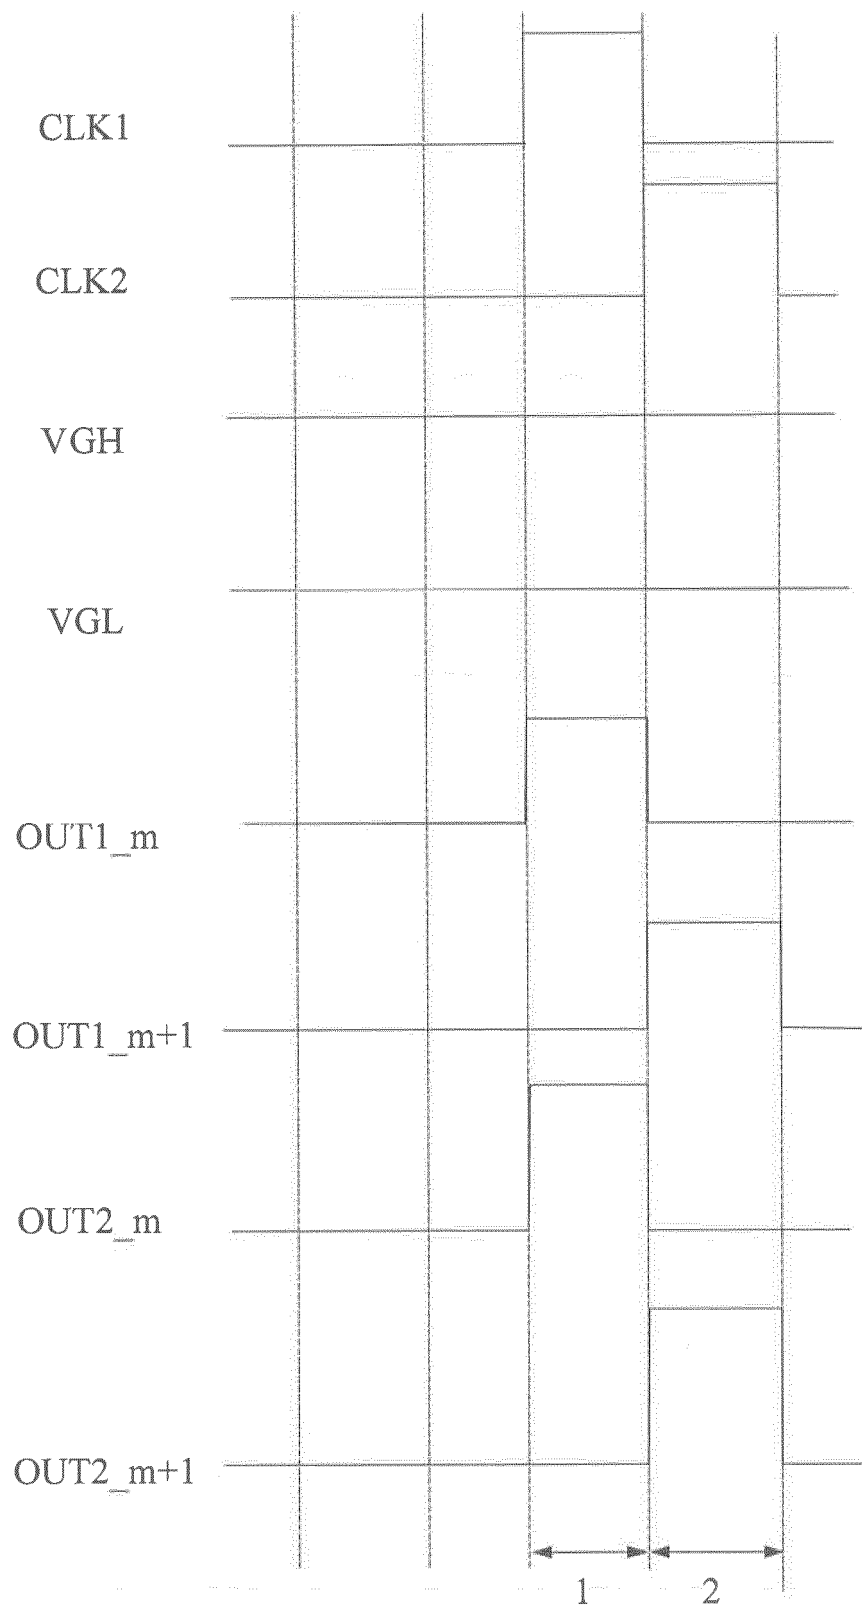 CLK1
CLK2
VGH
VGL
OUT1_m
OUT1_m+1
OUT2_m
OUT2_m+1
1 2